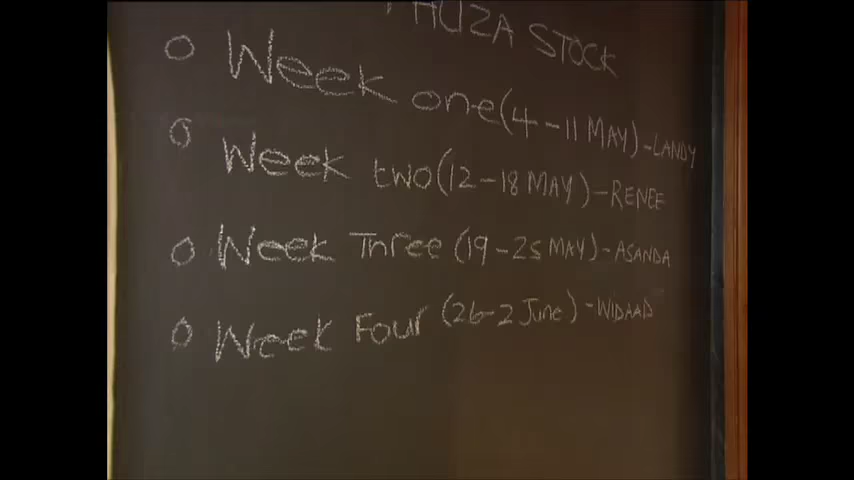 STOCK
Week one (4-11 MAY) - LANDY
Week two (12-18 MAY) - RENEE
Week Three (19-25 MAY) - ASANDA
Week Four (26-2 June) - WIDAAD